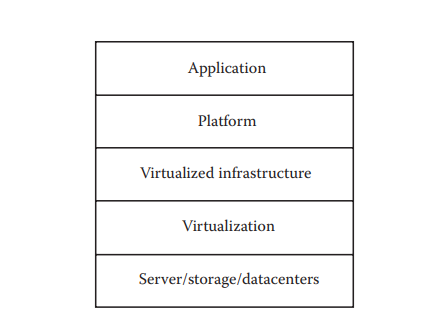 Application
Platform
Virtualized infrastructure
Virtualization
Server/storage/datacenters